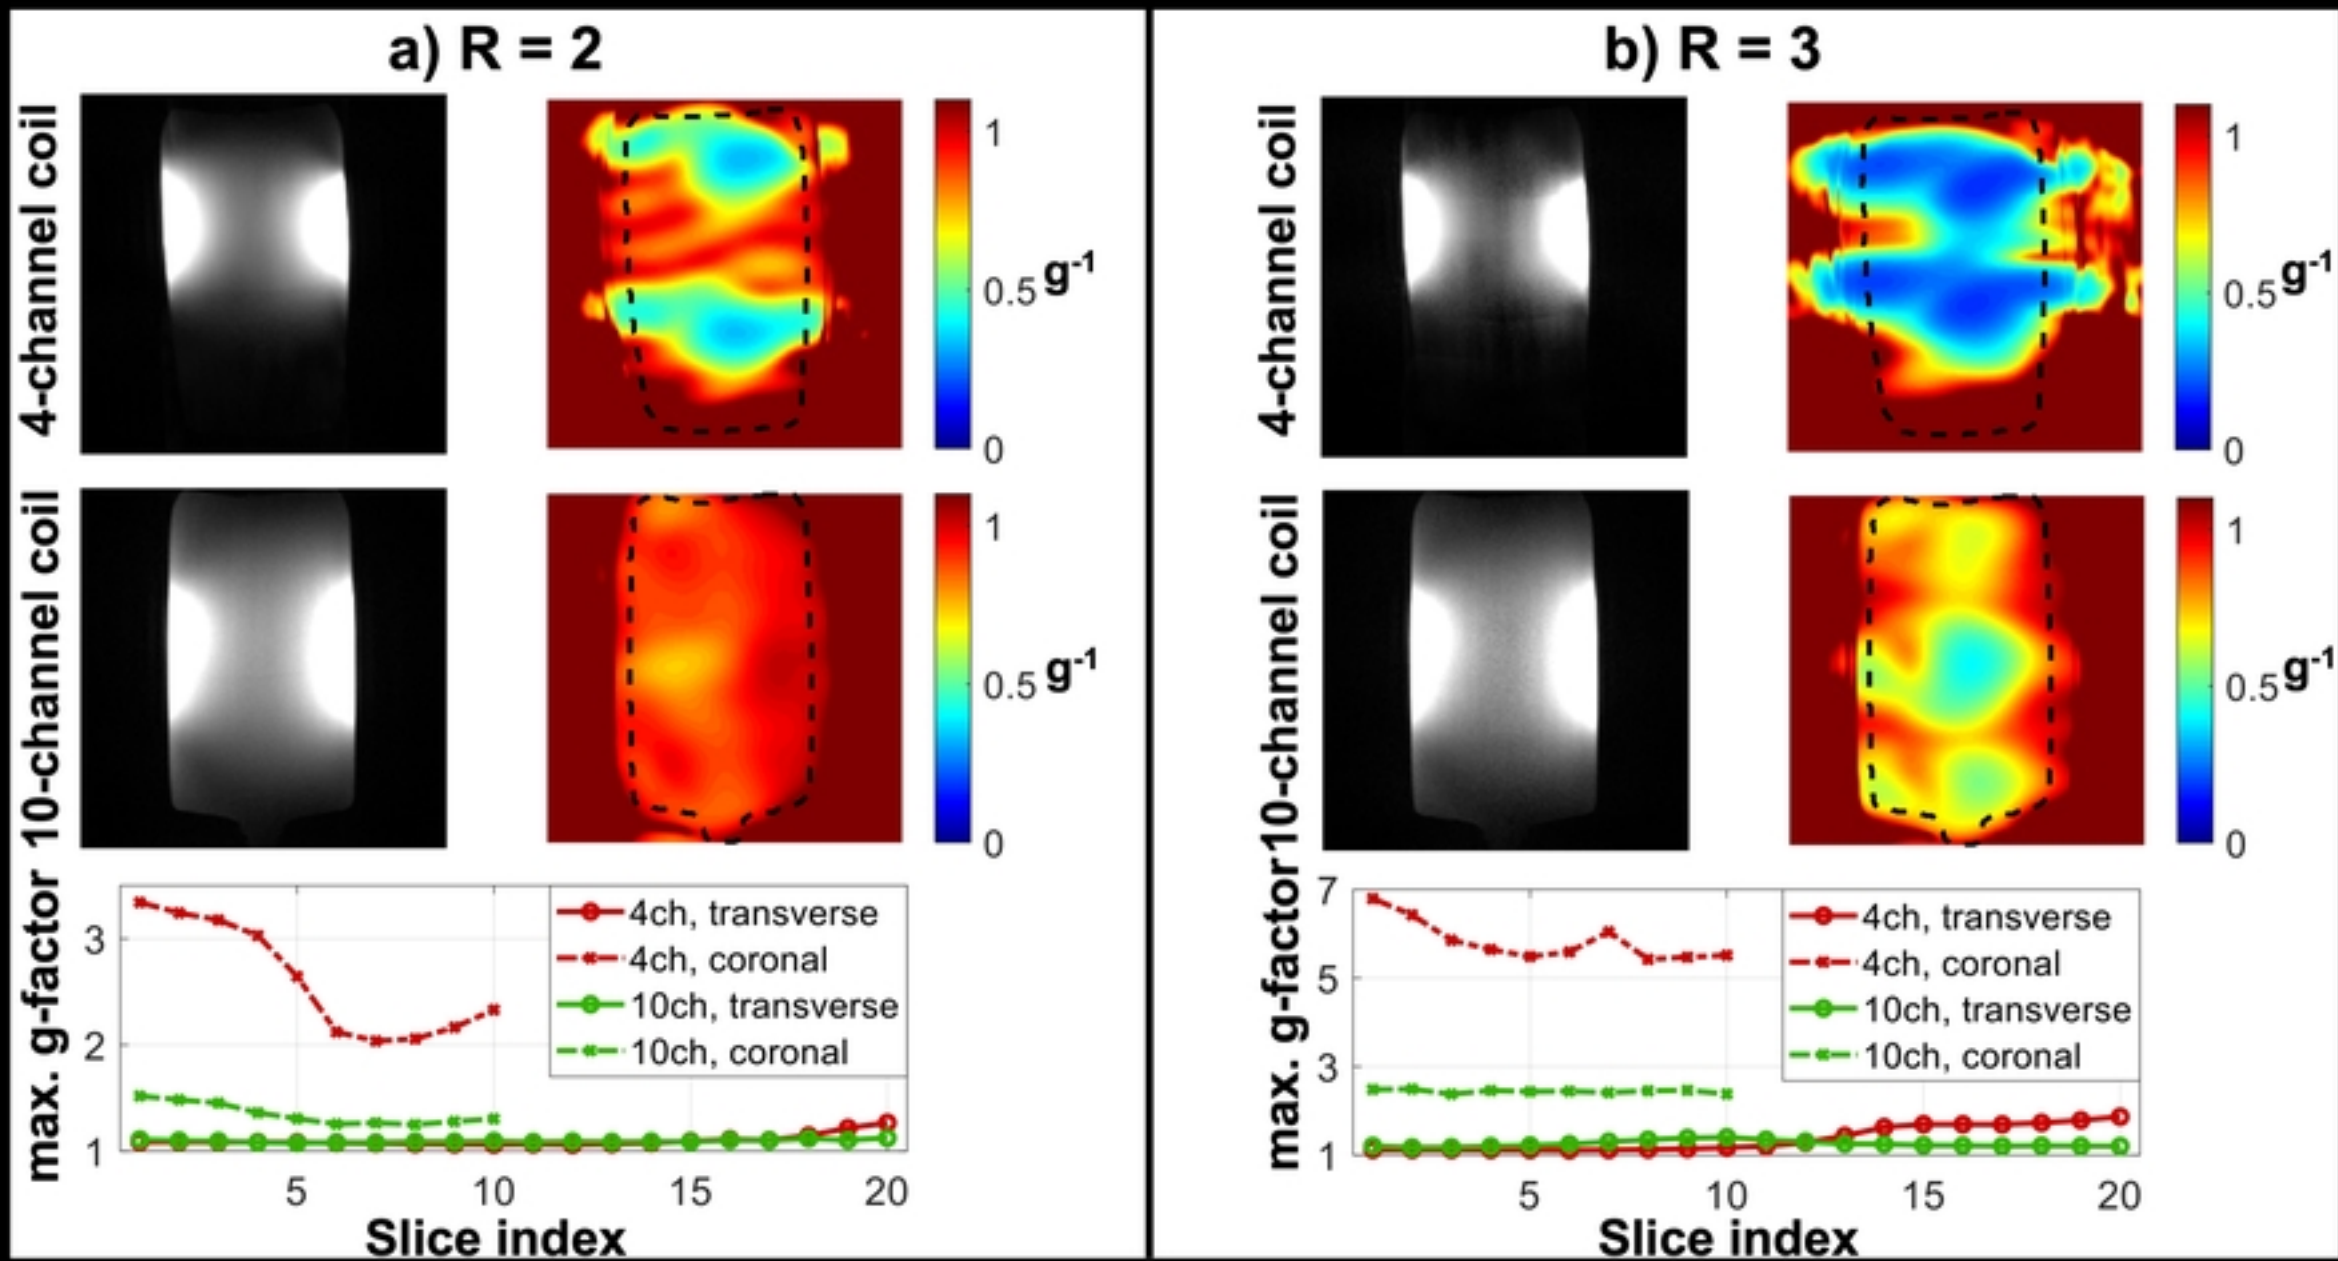 a) R = 2
4-channel coil
1
0.5
0
g-1
10-channel coil
1
0.5
0
g-1
max. g-factor
3
2
1
4ch, transverse
4ch, coronal
10ch, transverse
10ch, coronal
5 10 15 20
Slice index
b) R = 3
4-channel coil
1
0.5
0
g-1
10-channel coil
1
0.5
0
g-1
max. g-factor
7
5
3
1
4ch, transverse
4ch, coronal
10ch, transverse
10ch, coronal
5 10 15 20
Slice index